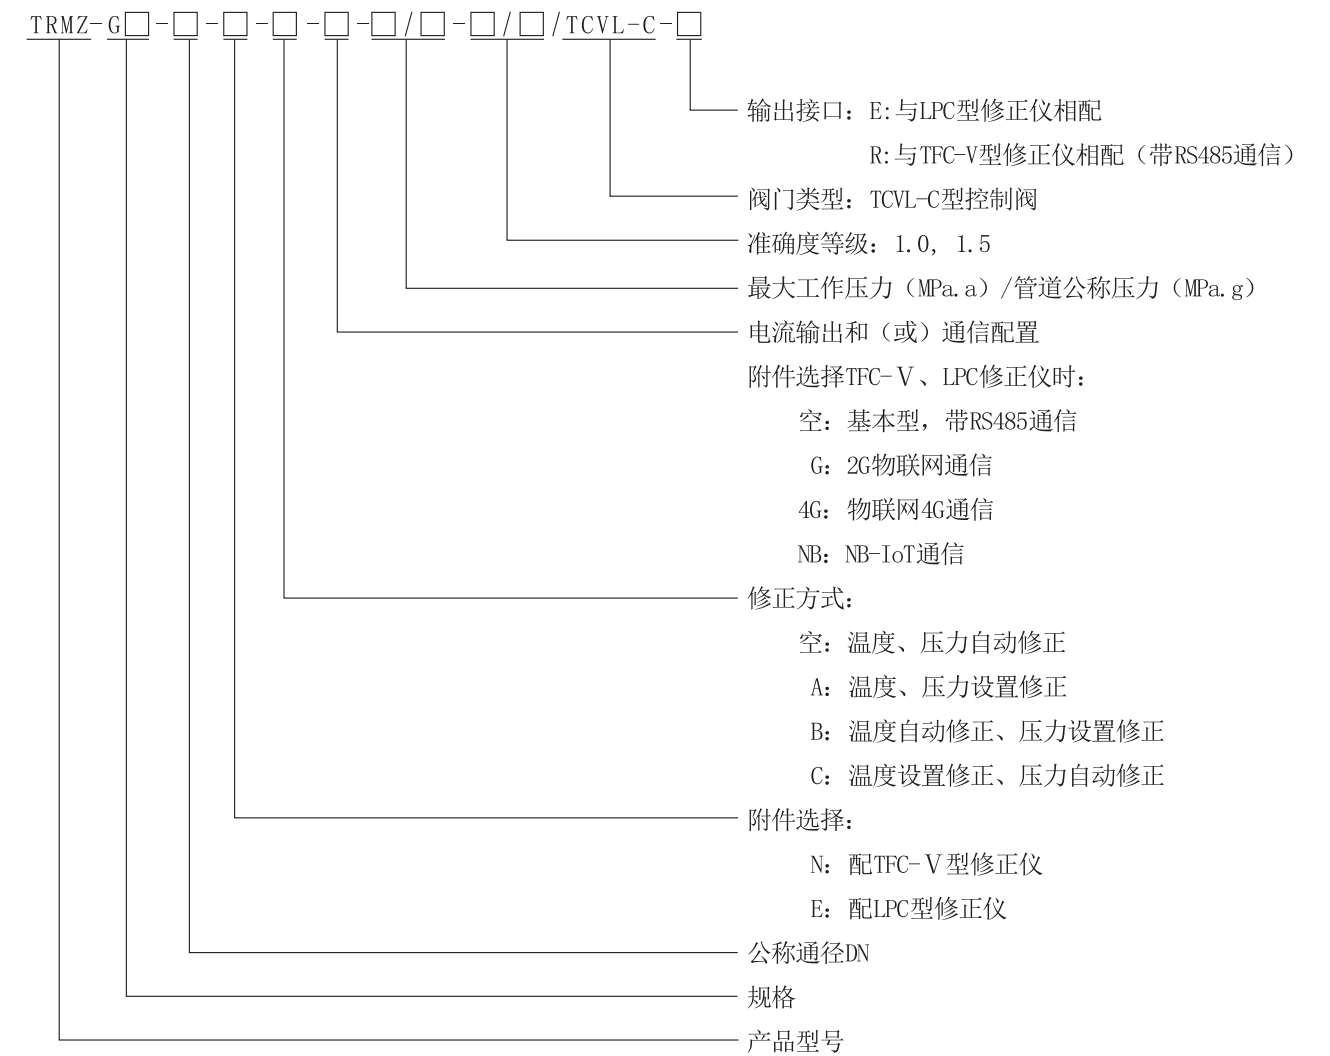 TRMZ-G□-□-□-□-□-□/□-□/□/TCVL-C-□
输出接口：E:与LPC型修正仪相配
R:与TFC-V型修正仪相配（带RS485通信）
阀门类型：TCVL-C型控制阀
准确度等级：1.0, 1.5
最大工作压力（MPa.a）/管道公称压力（MPa.g）
电流输出和（或）通信配置
附件选择TFC-Ⅴ、LPC修正仪时：
空：基本型，带RS485通信
G：2G物联网通信
4G：物联网4G通信
NB：NB-IoT通信
修正方式：
空：温度、压力自动修正
A：温度、压力设置修正
B：温度自动修正、压力设置修正
C：温度设置修正、压力自动修正
附件选择：
N：配TFC-Ⅴ型修正仪
E：配LPC型修正仪
公称通径DN
规格
产品型号